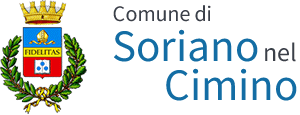 Comune di
Soriano nel
Cimino
FIDELITAS